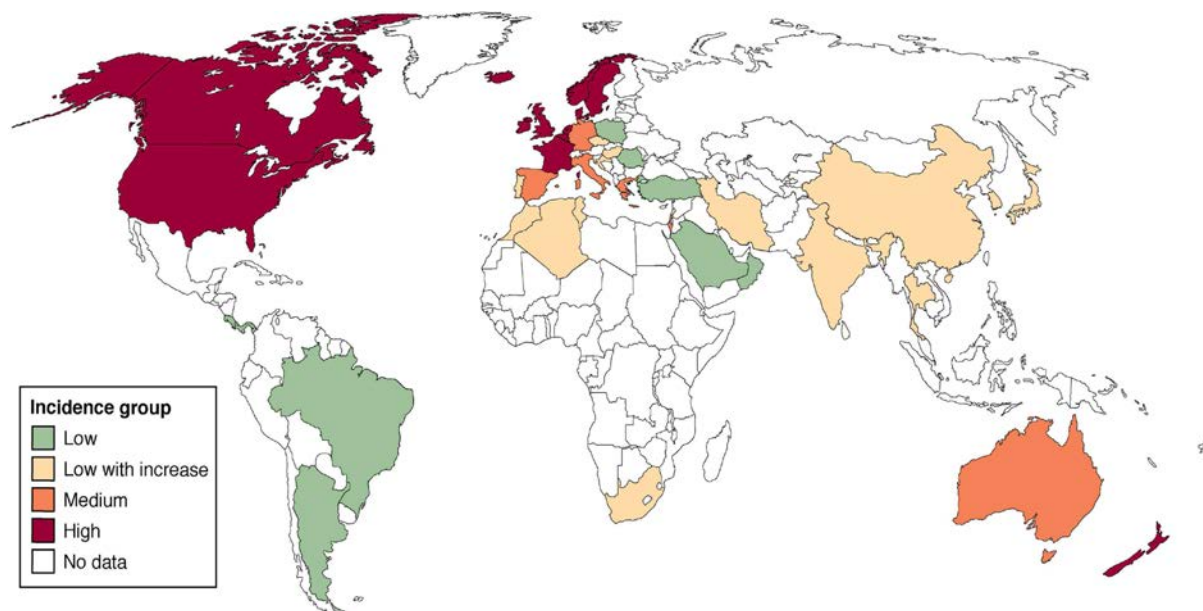 Incidence group
Low
Low with increase
Medium
High
No data